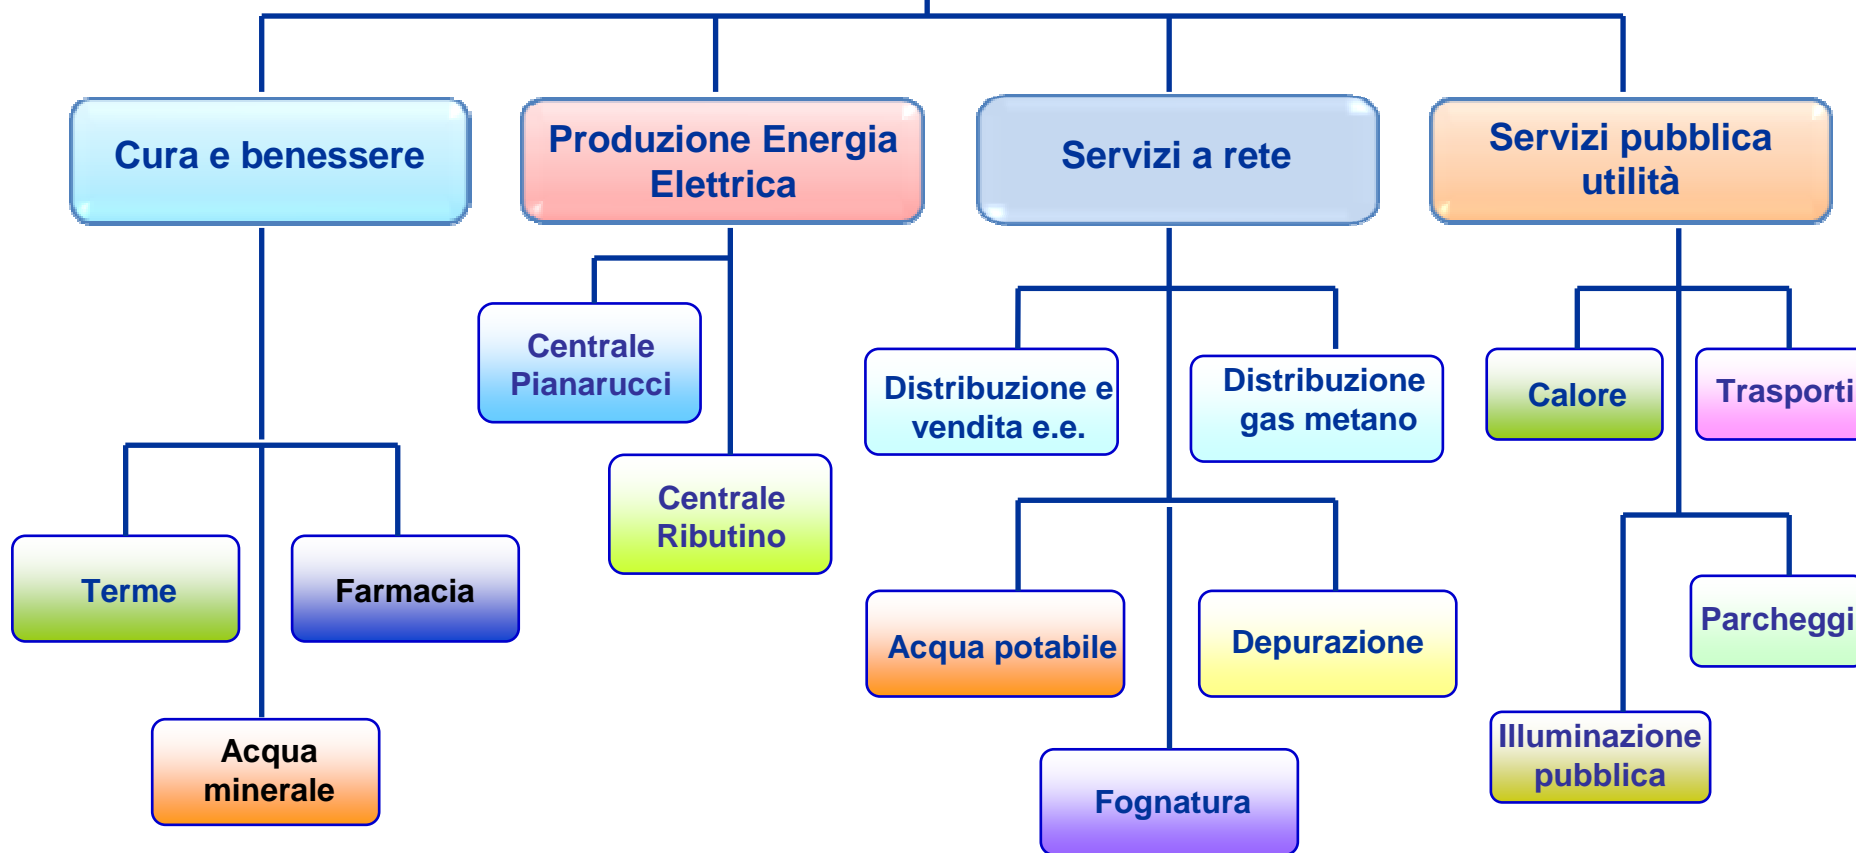 Cura e benessere
Produzione Energia
Elettrica
Servizi a rete
Servizi pubblica
utilità
Centrale
Pianarucci
Distribuzione e
vendita e.e.
Distribuzione
gas metano
Calore
Trasporti
Centrale
Ributino
Terme
Farmacia
Acqua potabile
Depurazione
Parcheggi
Acqua
minerale
Fognatura
Illuminazione
pubblica